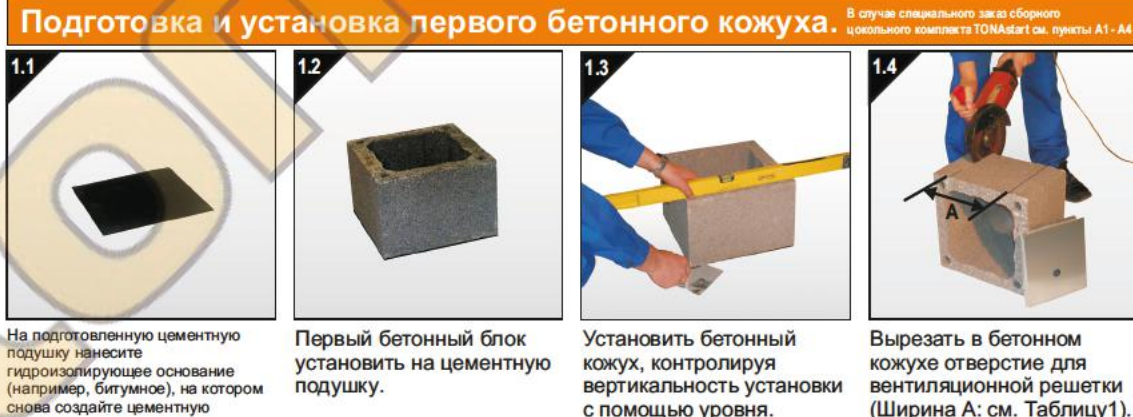 Подготовка и установка первого бетонного кожуха.
В случае специального заказ сборного
цокольного комплекта TONAstart см. пункты А1 - А4
1.1
1.2
1.3
1.4
A
На подготовленную цементную
подушку нанесите
гидроизолирующее основание
(например, битумное), на котором
снова создайте цементную
Первый бетонный блок
установить на цементную
подушку.
Установить бетонный
кожух, контролируя
вертикальность установки
с помощью уровня.
Вырезать в бетонном
кожухе отверстие для
вентиляционной решетки
(Ширина А: см. Таблицу1).